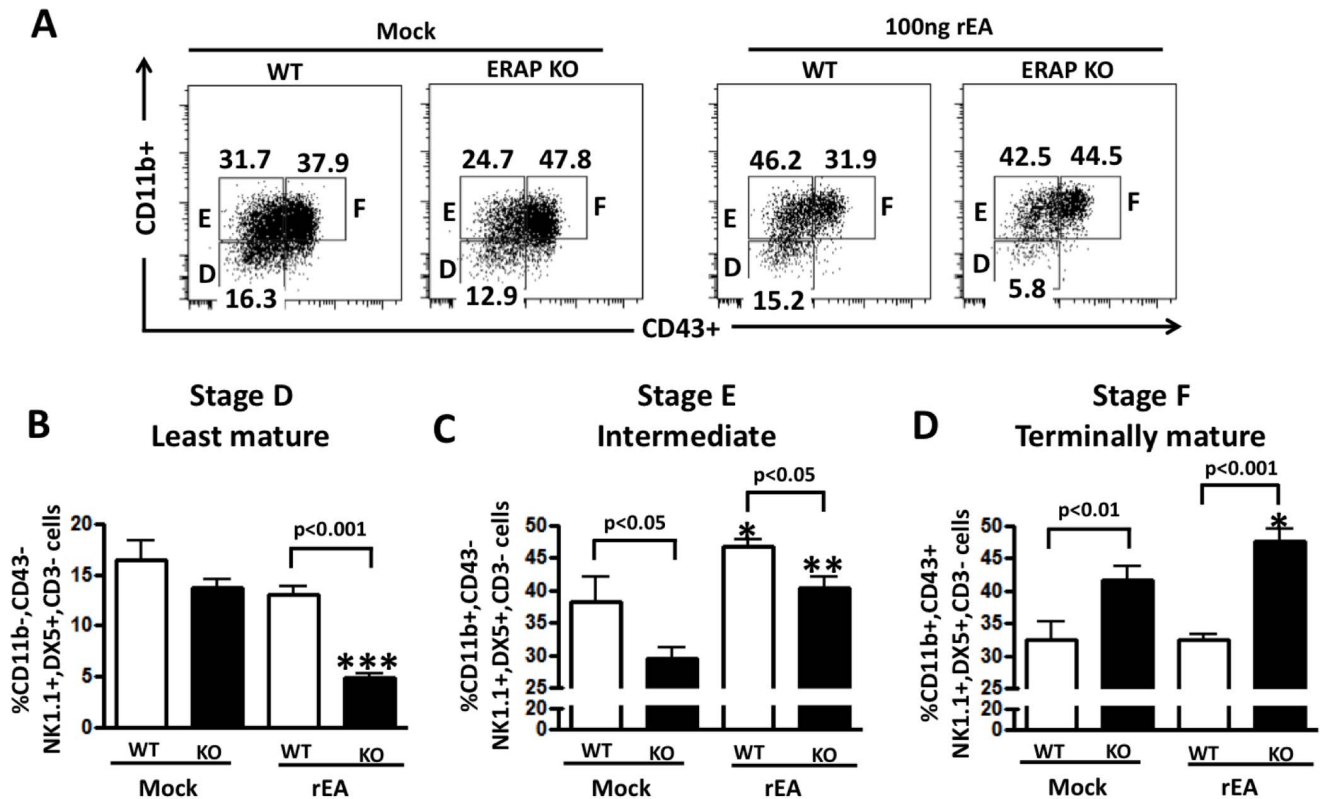 A
Mock
100ng rEA
WT
ERAP KO
WT
ERAP KO
CD11b+
31.7 37.9
E
F
D
16.3
24.7 47.8
E
F
D
12.9
46.2 31.9
E
F
D
15.2
42.5 44.5
E
F
D
5.8
CD43+
B
Stage D
Least mature
%CD11b-,CD43-
NK1.1+,DX5+,CD3- cells
20
15
10
5
0
p<0.001
***
WT KO WT KO
Mock rEA
C
Stage E
Intermediate
%CD11b+,CD43-
NK1.1+,DX5+,CD3- cells
50
45
40
35
30
25
20
0
p<0.05
p<0.05
*
**
WT KO WT KO
Mock rEA
D
Stage F
Terminally mature
%CD11b+,CD43+
NK1.1+,DX5+,CD3- cells
50
45
40
35
30
25
20
0
p<0.01
p<0.001
*
WT KO WT KO
Mock rEA